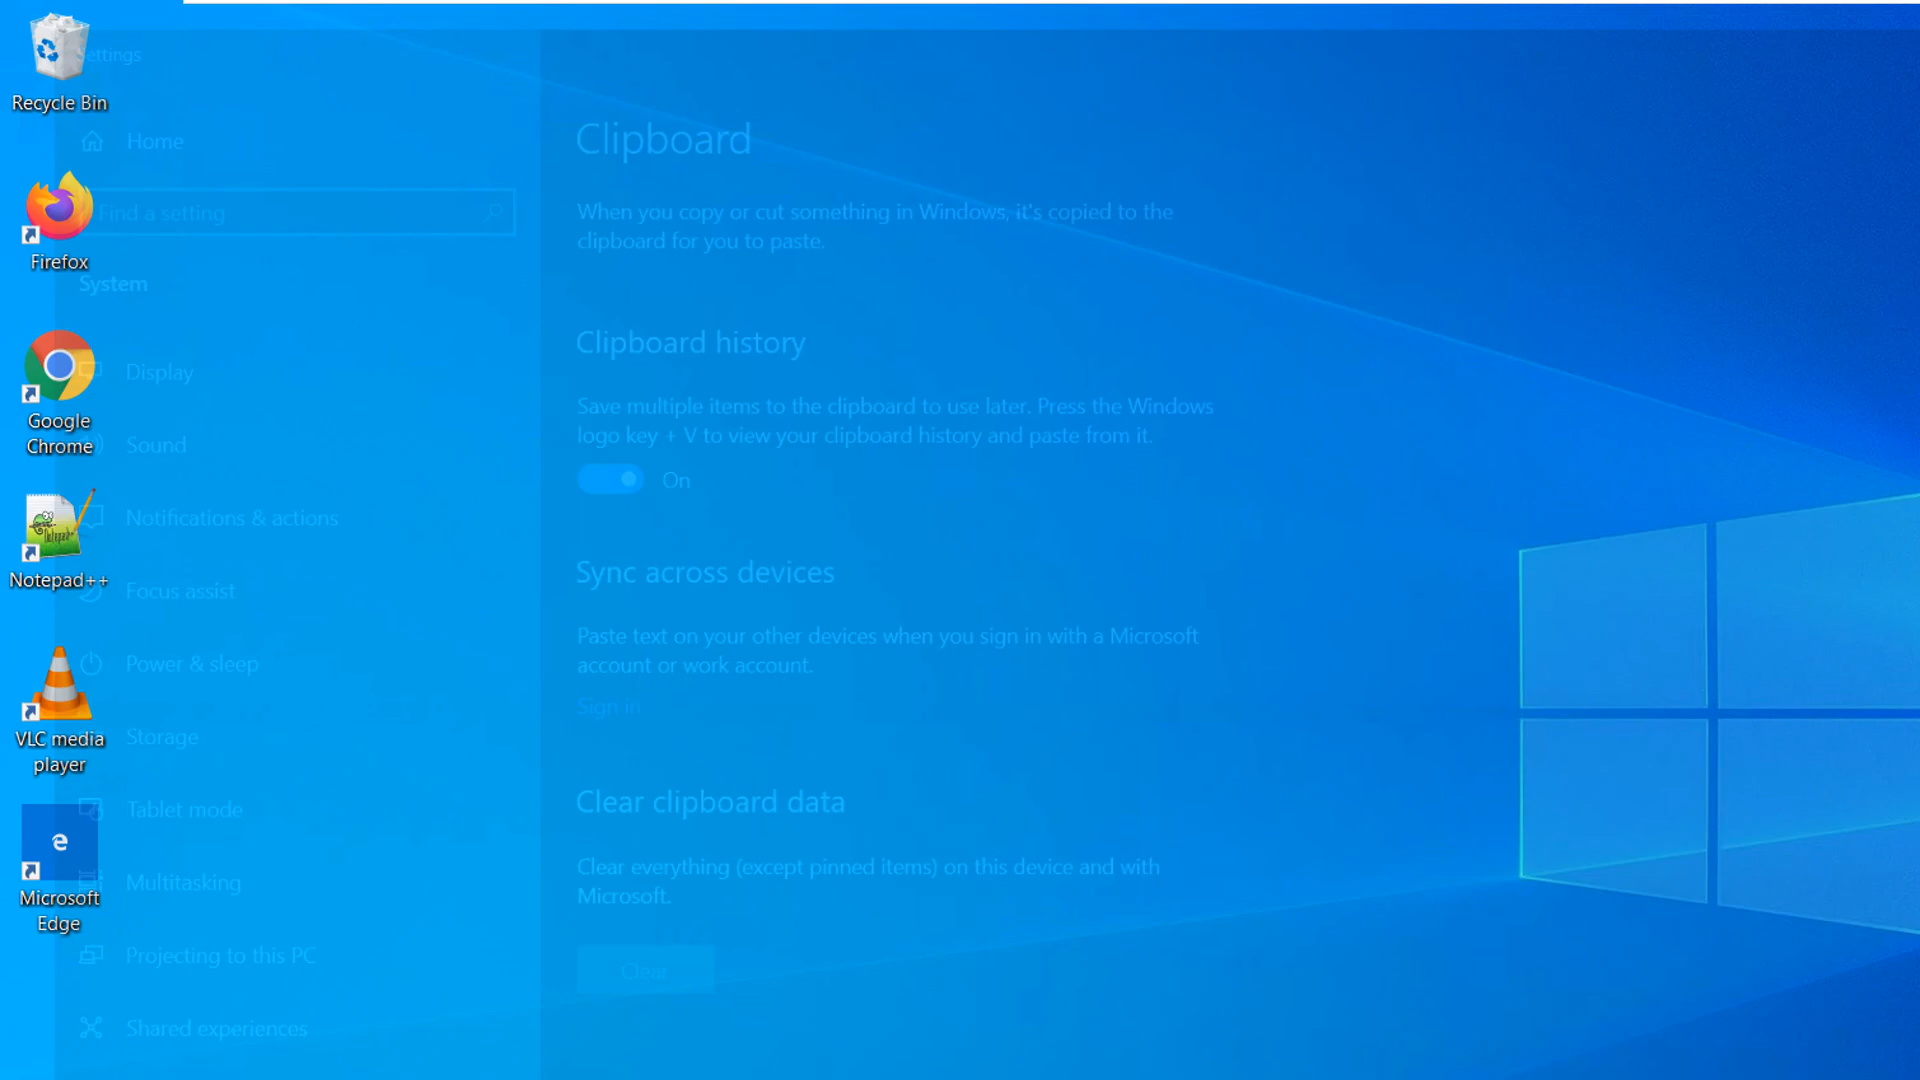 Recycle Bin
Firefox
Google
Chrome
Notepad++
VLC media
player
Microsoft
Edge
Settings
Home
Find a setting
System
Display
Sound
Notifications & actions
Focus assist
Power & sleep
Storage
Tablet mode
Multitasking
Projecting to this PC
Shared experiences
Clipboard
When you copy or cut something in Windows, it's copied to the
clipboard for you to paste.
Clipboard history
Save multiple items to the clipboard to use later. Press the Windows
logo key + V to view your clipboard history and paste from it.
On
Sync across devices
Paste text on your other devices when you sign in with a Microsoft
account or work account.
Sign in
Clear clipboard data
Clear everything (except pinned items) on this device and with
Microsoft.
Clear